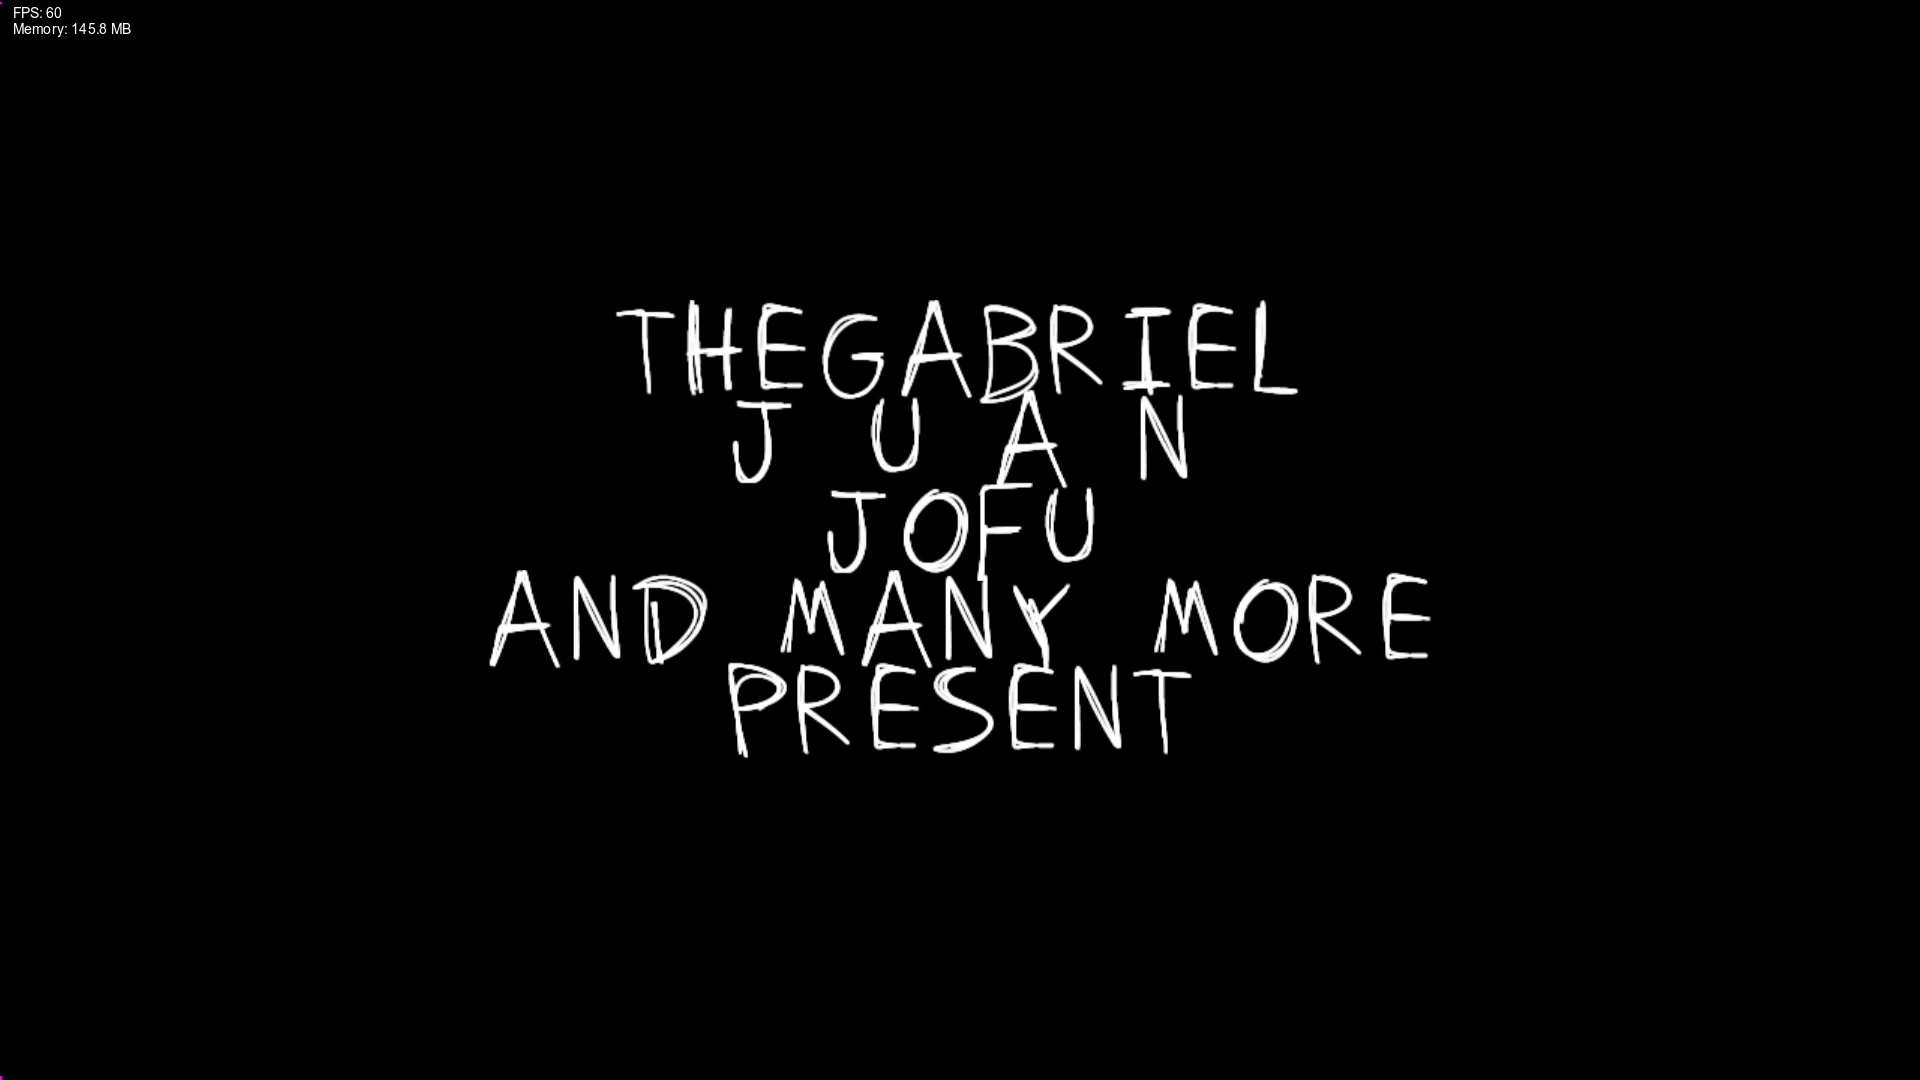 FPS: 60
Memory: 145.8 MB
THEGABRIEL
J U A N
JOFU
AND MANY MORE
PRESENT